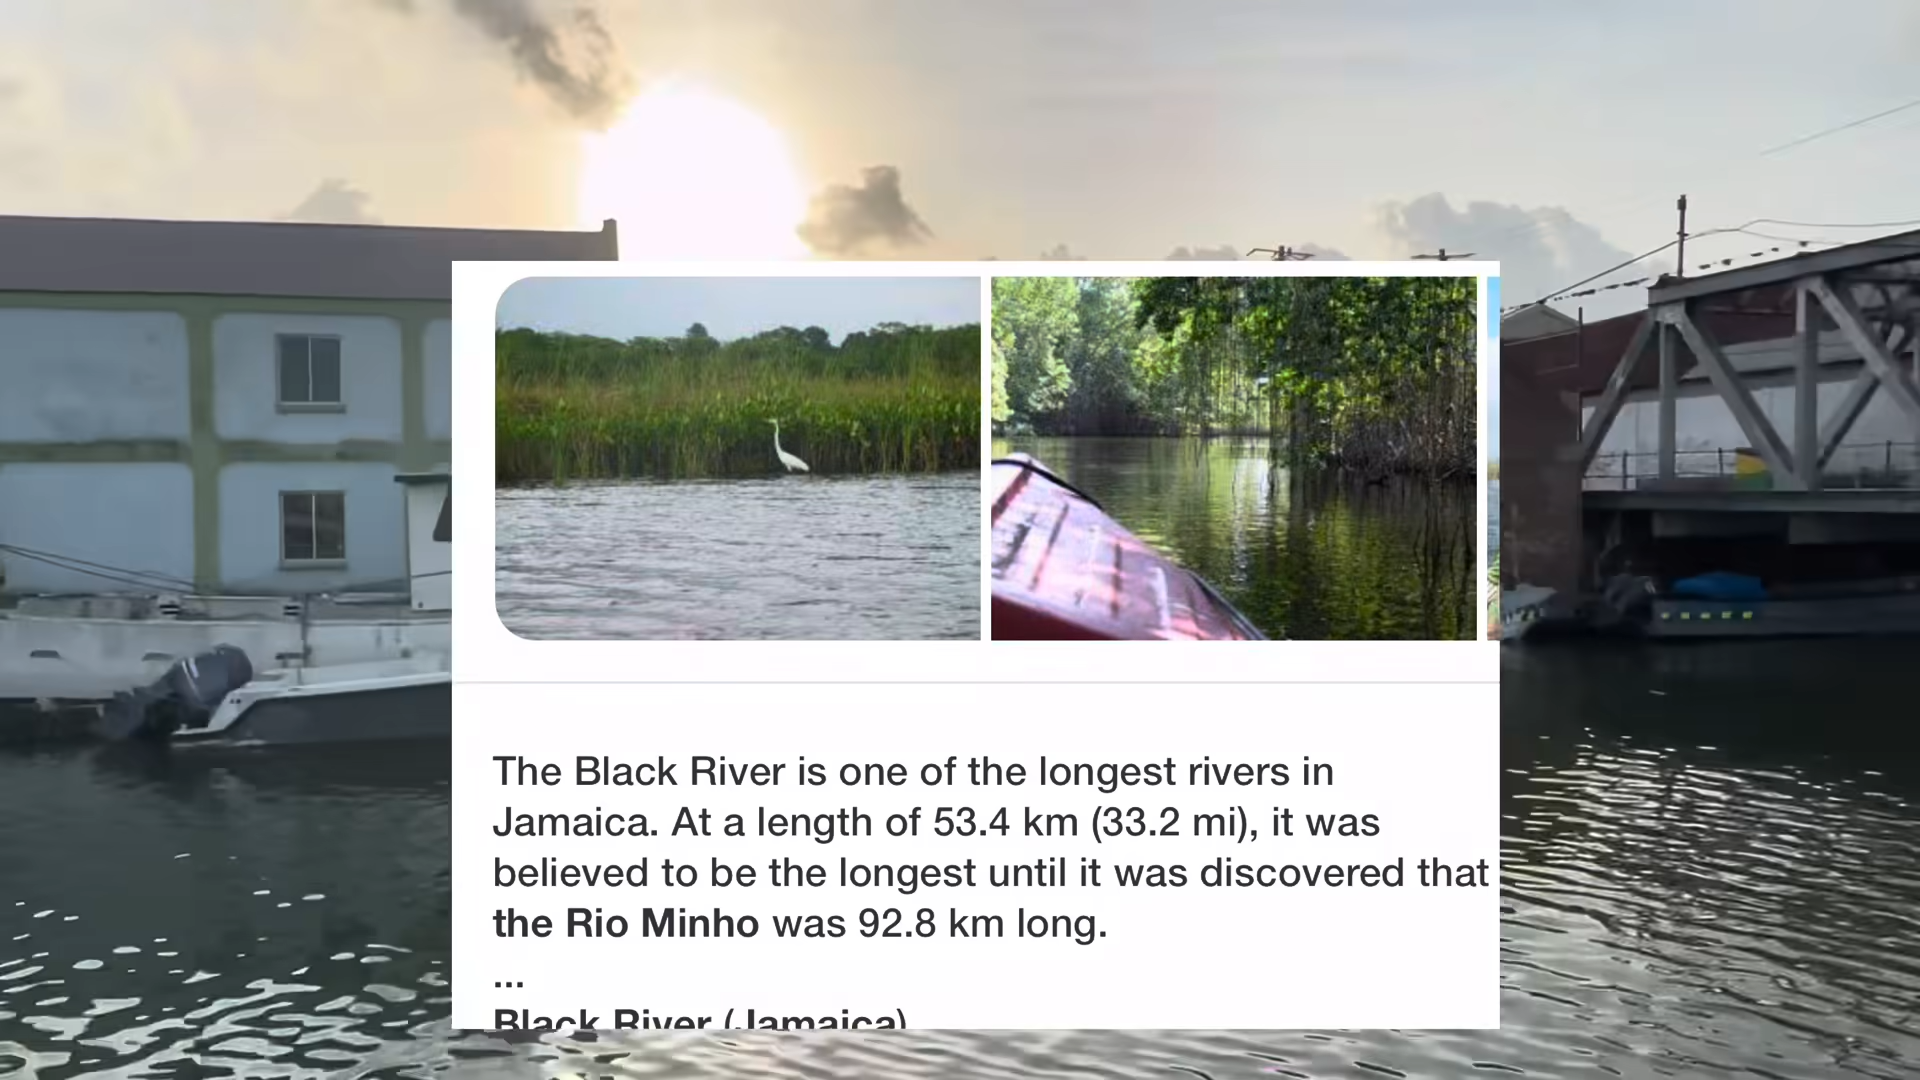 The Black River is one of the longest rivers in
Jamaica. At a length of 53.4 km (33.2 mi), it was
believed to be the longest until it was discovered that
the Rio Minho was 92.8 km long.
...
Black River (Jamaica)